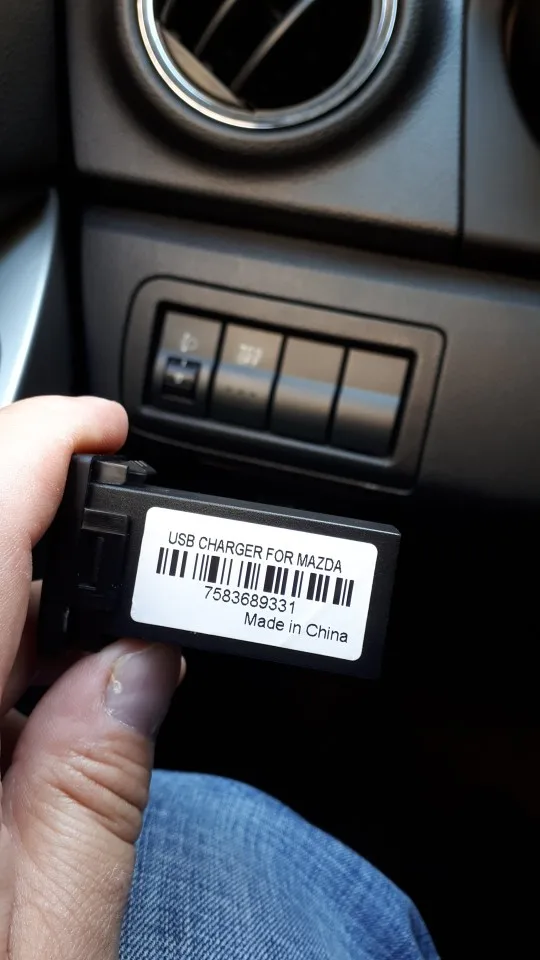 USB CHARGER FOR MAZDA
7583689331
Made in China